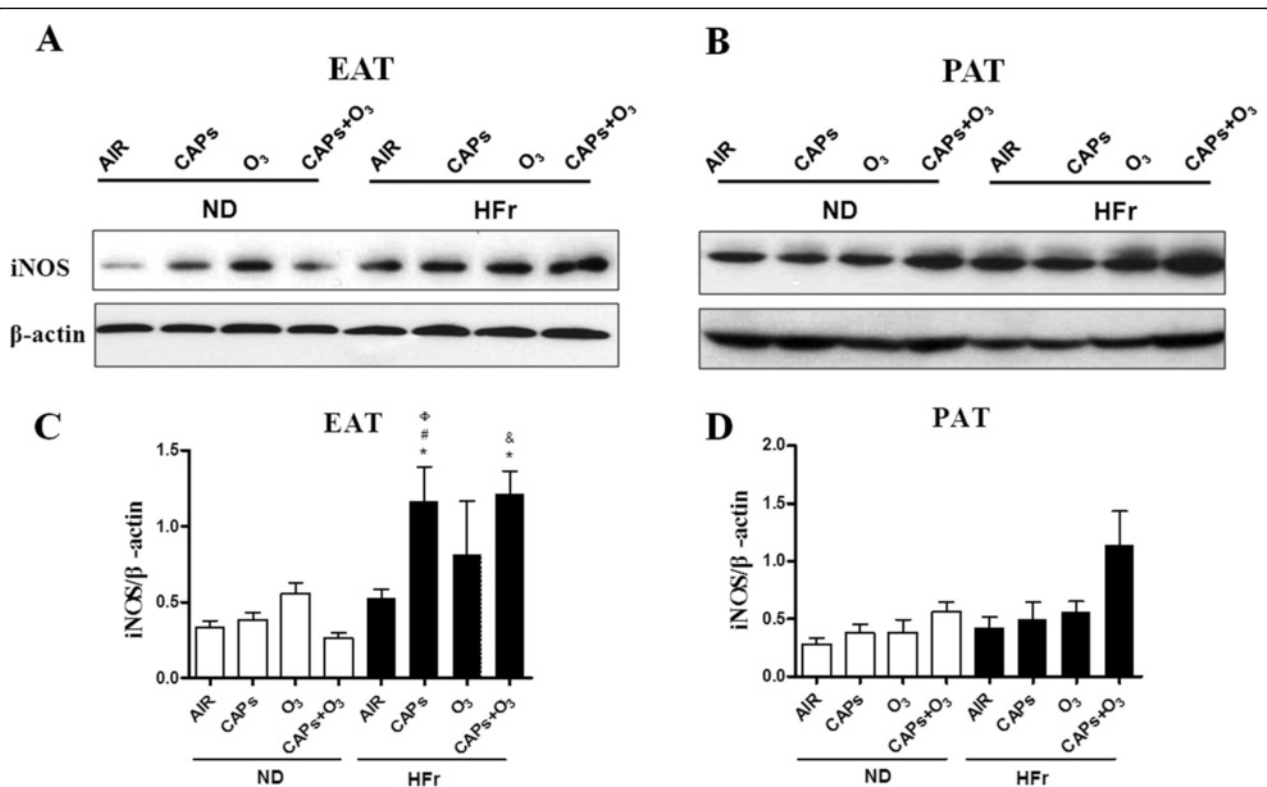 A
EAT
AIR CAPs O₃ CAPs+O₃ AIR CAPs O₃ CAPs+O₃
ND HFr
iNOS
β-actin
B
PAT
AIR CAPs O₃ CAPs+O₃ AIR CAPs O₃ CAPs+O₃
ND HFr
C
EAT
iNOS/β -actin
1.5
1.0
0.5
0.0
Φ
#
*
&
*
AIR CAPs O₃ CAPs+O₃ AIR CAPs O₃ CAPs+O₃
ND HFr
D
PAT
iNOS/β -actin
2.0
1.5
1.0
0.5
0.0
AIR CAPs O₃ CAPs+O₃ AIR CAPs O₃ CAPs+O₃
ND HFr